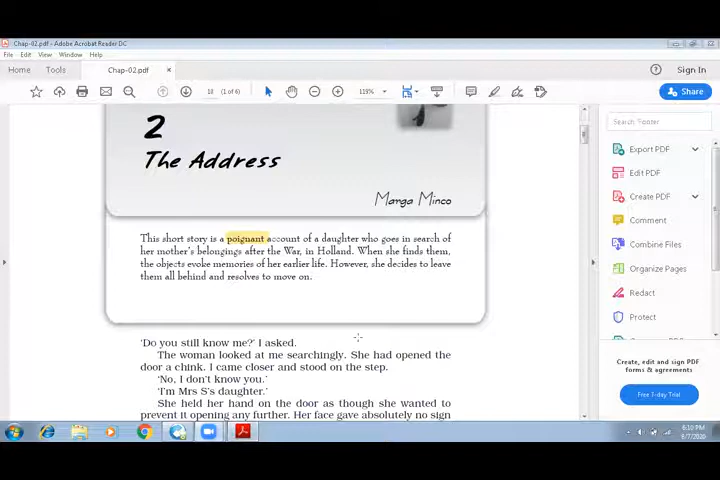 Chap-02.pdf - Adobe Acrobat Reader DC
File Edit View Window Help
Home Tools Chap-02.pdf × Sign In
18 (1 of 6) 119% Share
2
The Address
Marga Minco
This short story is a poignant account of a daughter who goes in search of
her mother's belongings after the War, in Holland. When she finds them,
the objects evoke memories of her earlier life. However, she decides to leave
them all behind and resolves to move on.
'Do you still know me?' I asked.
The woman looked at me searchingly. She had opened the
door a chink. I came closer and stood on the step.
'No, I don't know you.'
'I'm Mrs S's daughter.'
She held her hand on the door as though she wanted to
prevent it opening any further. Her face gave absolutely no sign
Export PDF
Edit PDF
Create PDF
Comment
Combine Files
Organize Pages
Redact
Protect
Create, edit and sign PDF
forms & agreements
Free 7-day Trial
6:10 PM